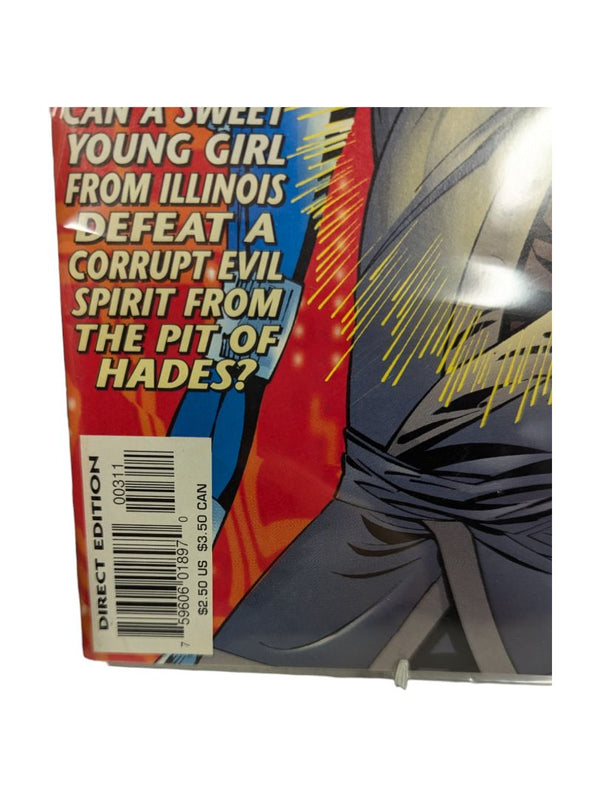 CAN A SWEET
YOUNG GIRL
FROM ILLINOIS
DEFEAT A
CORRUPT, EVIL
SPIRIT FROM
THE PIT OF
HADES?
DIRECT EDITION
00311
7 59606 01897 0
$2.50 US $3.50 CAN